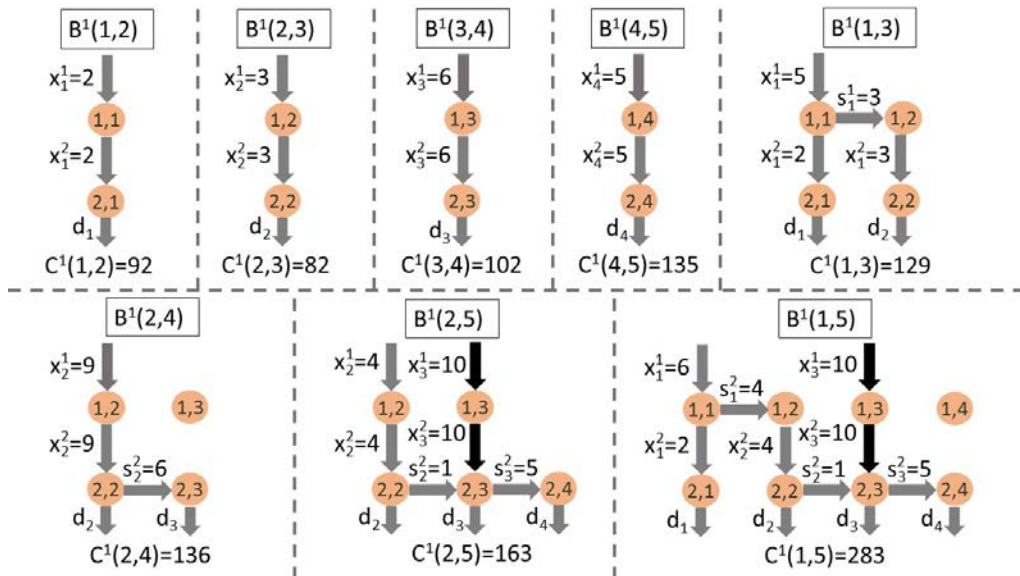 B¹(1,2)
x₁¹=2
1,1
x₁²=2
2,1
d₁
C¹(1,2)=92
B¹(2,3)
x₂¹=3
1,2
x₂²=3
2,2
d₂
C¹(2,3)=82
B¹(3,4)
x₃¹=6
1,3
x₃²=6
2,3
d₃
C¹(3,4)=102
B¹(4,5)
x₄¹=5
1,4
x₄²=5
2,4
d₄
C¹(4,5)=135
B¹(1,3)
x₁¹=5
s₁¹=3
1,1 1,2
x₁²=2 x₁²=3
2,1 2,2
d₁ d₂
C¹(1,3)=129
B¹(2,4)
x₂¹=9
1,2 1,3
x₂²=9
s₂²=6
2,2 2,3
d₂ d₃
C¹(2,4)=136
B¹(2,5)
x₂¹=4 x₃¹=10
1,2 1,3
x₂²=4 x₃²=10
s₂²=1 s₃²=5
2,2 2,3 2,4
d₂ d₃ d₄
C¹(2,5)=163
B¹(1,5)
x₁¹=6 x₃¹=10
s₁²=4
1,1 1,2 1,3 1,4
x₁²=2 x₂²=4 x₃²=10
s₂²=1 s₃²=5
2,1 2,2 2,3 2,4
d₁ d₂ d₃ d₄
C¹(1,5)=283